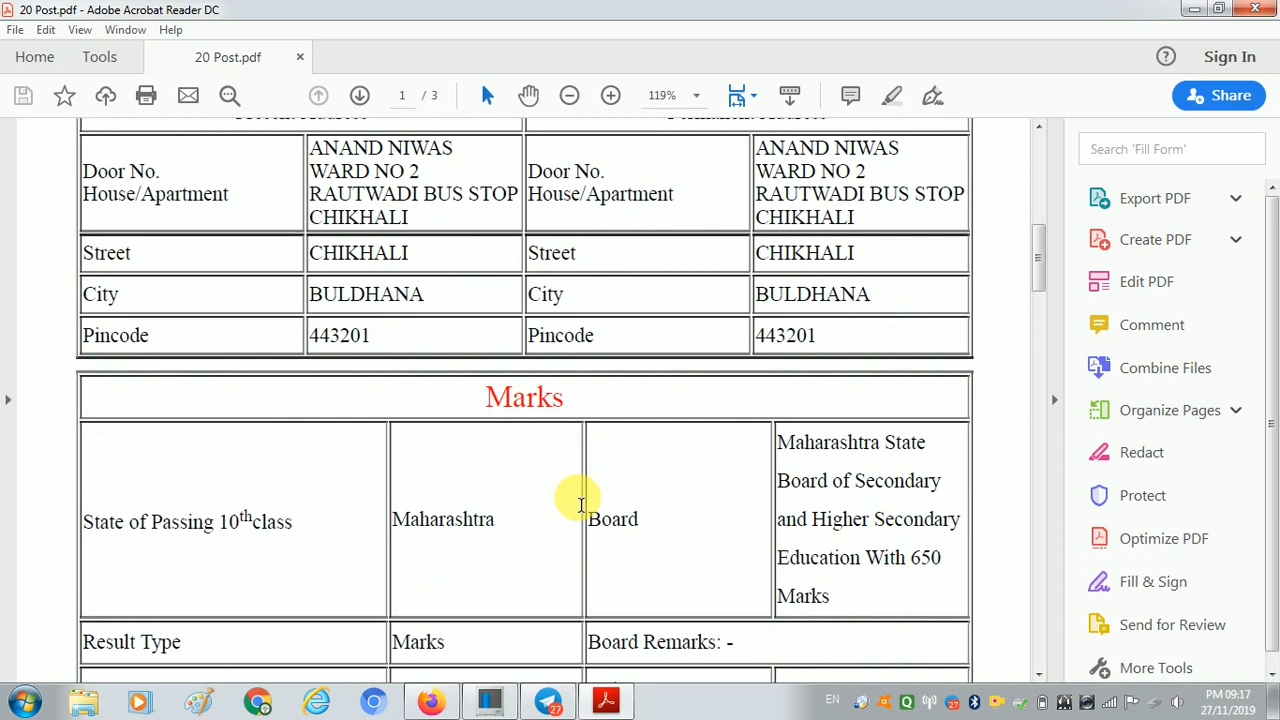 20 Post.pdf - Adobe Acrobat Reader DC
File Edit View Window Help
Home Tools 20 Post.pdf × ? Sign In
1 / 3 119% Share
Door No.
House/Apartment
ANAND NIWAS
WARD NO 2
RAUTWADI BUS STOP
CHIKHALI
Door No.
House/Apartment
ANAND NIWAS
WARD NO 2
RAUTWADI BUS STOP
CHIKHALI
Street CHIKHALI Street CHIKHALI
City BULDHANA City BULDHANA
Pincode 443201 Pincode 443201
Marks
State of Passing 10thclass
Maharashtra
Board
Maharashtra State
Board of Secondary
and Higher Secondary
Education With 650
Marks
Result Type Marks Board Remarks: -
Search 'Fill Form'
Export PDF
Create PDF
Edit PDF
Comment
Combine Files
Organize Pages
Redact
Protect
Optimize PDF
Fill & Sign
Send for Review
More Tools
27
EN
27
PM 09:17
27/11/2019